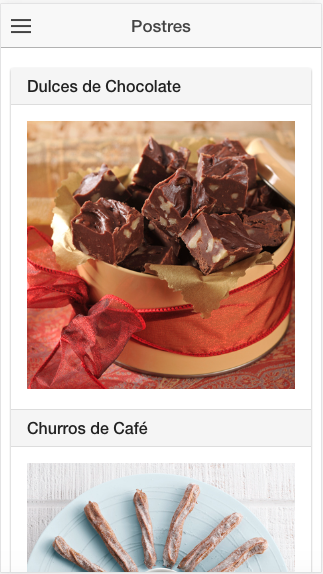 Postres
Dulces de Chocolate
Churros de Café